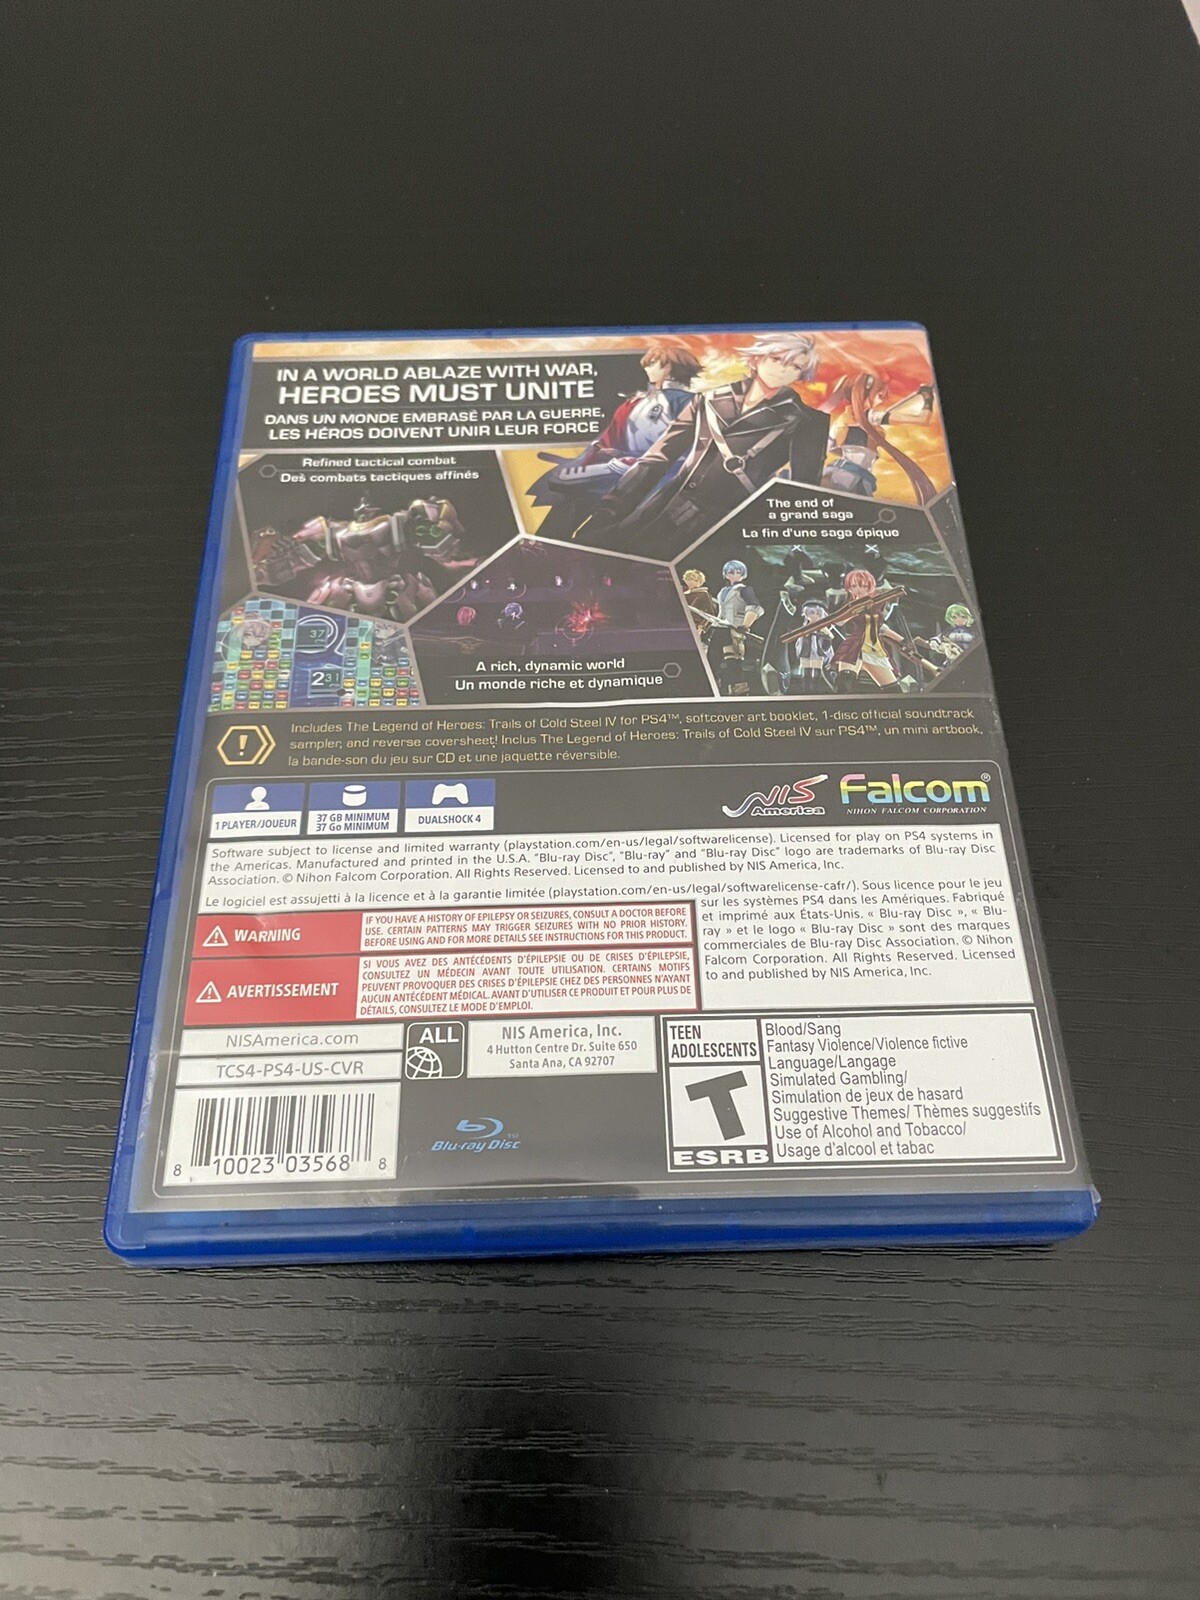 IN A WORLD ABLAZE WITH WAR,
HEROES MUST UNITE
DANS UN MONDE EMBRASÉ PAR LA GUERRE,
LES HÉROS DOIVENT UNIR LEUR FORCE
Refined tactical combat
Des combats tactiques affinés
The end of
a grand saga
La fin d'une saga épique
37
231
A rich, dynamic world
Un monde riche et dynamique
Includes The Legend of Heroes: Trails of Cold Steel IV for PS4™, softcover art booklet, 1-disc official soundtrack
sampler, and reverse coversheet! Inclus The Legend of Heroes: Trails of Cold Steel IV sur PS4™, un mini artbook,
la bande-son du jeu sur CD et une jaquette réversible.
1 PLAYER/JOUEUR
37 GB MINIMUM
37 Go MINIMUM
DUALSHOCK 4
NIS
America
Falcom®
NIHON FALCOM CORPORATION
Software subject to license and limited warranty (playstation.com/en-us/legal/softwarelicense). Licensed for play on PS4 systems in
the Americas. Manufactured and printed in the U.S.A. "Blu-ray Disc", "Blu-ray" and "Blu-ray Disc" logo are trademarks of Blu-ray Disc
Association. © Nihon Falcom Corporation. All Rights Reserved. Licensed to and published by NIS America, Inc.
Le logiciel est assujetti à la licence et à la garantie limitée (playstation.com/en-us/legal/softwarelicense-cafr/). Sous licence pour le jeu
sur les systèmes PS4 dans les Amériques. Fabriqué
et imprimé aux États-Unis. « Blu-ray Disc », « Blu-
ray » et le logo « Blu-ray Disc » sont des marques
commerciales de Blu-ray Disc Association. © Nihon
Falcom Corporation. All Rights Reserved. Licensed
to and published by NIS America, Inc.
WARNING
IF YOU HAVE A HISTORY OF EPILEPSY OR SEIZURES, CONSULT A DOCTOR BEFORE
USE. CERTAIN PATTERNS MAY TRIGGER SEIZURES WITH NO PRIOR HISTORY.
BEFORE USING AND FOR MORE DETAILS SEE INSTRUCTIONS FOR THIS PRODUCT.
AVERTISSEMENT
SI VOUS AVEZ DES ANTÉCÉDENTS D'ÉPILEPSIE OU DE CRISES D'ÉPILEPSIE,
CONSULTEZ UN MÉDECIN AVANT TOUTE UTILISATION. CERTAINS MOTIFS
PEUVENT PROVOQUER DES CRISES D'ÉPILEPSIE CHEZ DES PERSONNES N'AYANT
AUCUN ANTÉCÉDENT MÉDICAL. AVANT D'UTILISER CE PRODUIT ET POUR PLUS DE
DÉTAILS, CONSULTEZ LE MODE D'EMPLOI.
NISAmerica.com
TCS4-PS4-US-CVR
ALL
NIS America, Inc.
4 Hutton Centre Dr. Suite 650
Santa Ana, CA 92707
8 10023 03568 8
Blu-ray Disc™
TEEN
ADOLESCENTS
T
ESRB
Blood/Sang
Fantasy Violence/Violence fictive
Language/Langage
Simulated Gambling/
Simulation de jeux de hasard
Suggestive Themes/ Thèmes suggestifs
Use of Alcohol and Tobacco/
Usage d'alcool et tabac